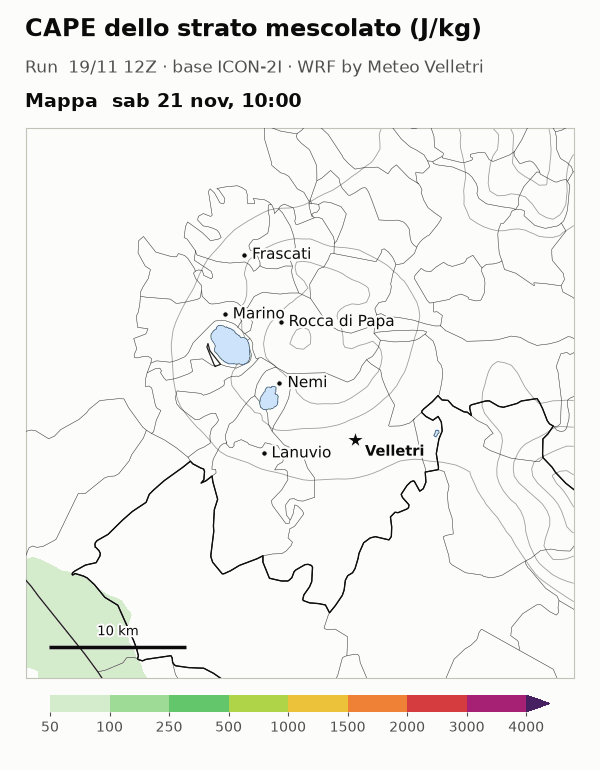 CAPE dello strato mescolato (J/kg)
Run  19/11 12Z · base ICON-2I · WRF by Meteo Velletri
Mappa  sab 21 nov, 10:00
Frascati
Marino
Rocca di Papa
Nemi
Velletri
Lanuvio
10 km
50 100 250 500 1000 1500 2000 3000 4000